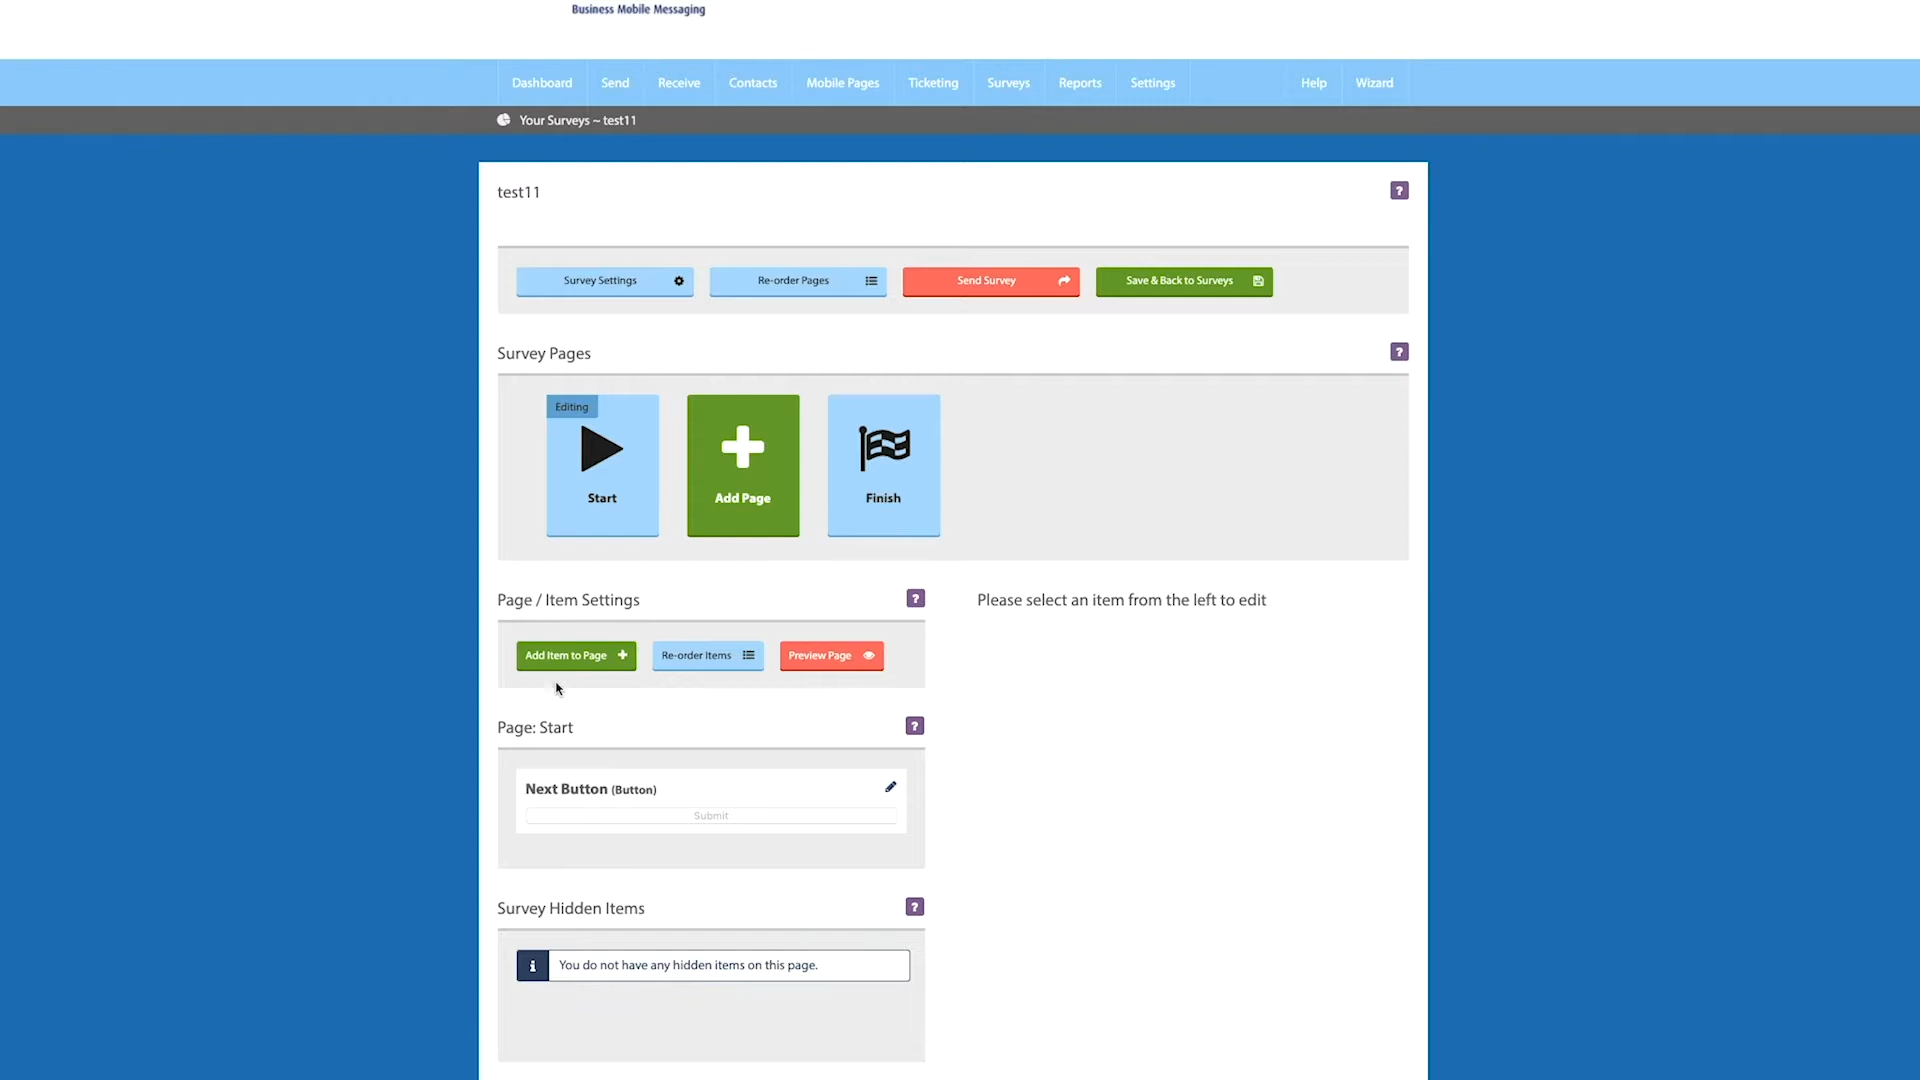 Business Mobile Messaging
Dashboard Send Receive Contacts Mobile Pages Ticketing Surveys Reports Settings Help Wizard
Your Surveys ~ test11
test11
?
Survey Settings Re-order Pages Send Survey Save & Back to Surveys
Survey Pages ?
Editing
Start Add Page Finish
Page / Item Settings ? Please select an item from the left to edit
Add Item to Page Re-order Items Preview Page
Page: Start ?
Next Button (Button)
Submit
Survey Hidden Items ?
i You do not have any hidden items on this page.